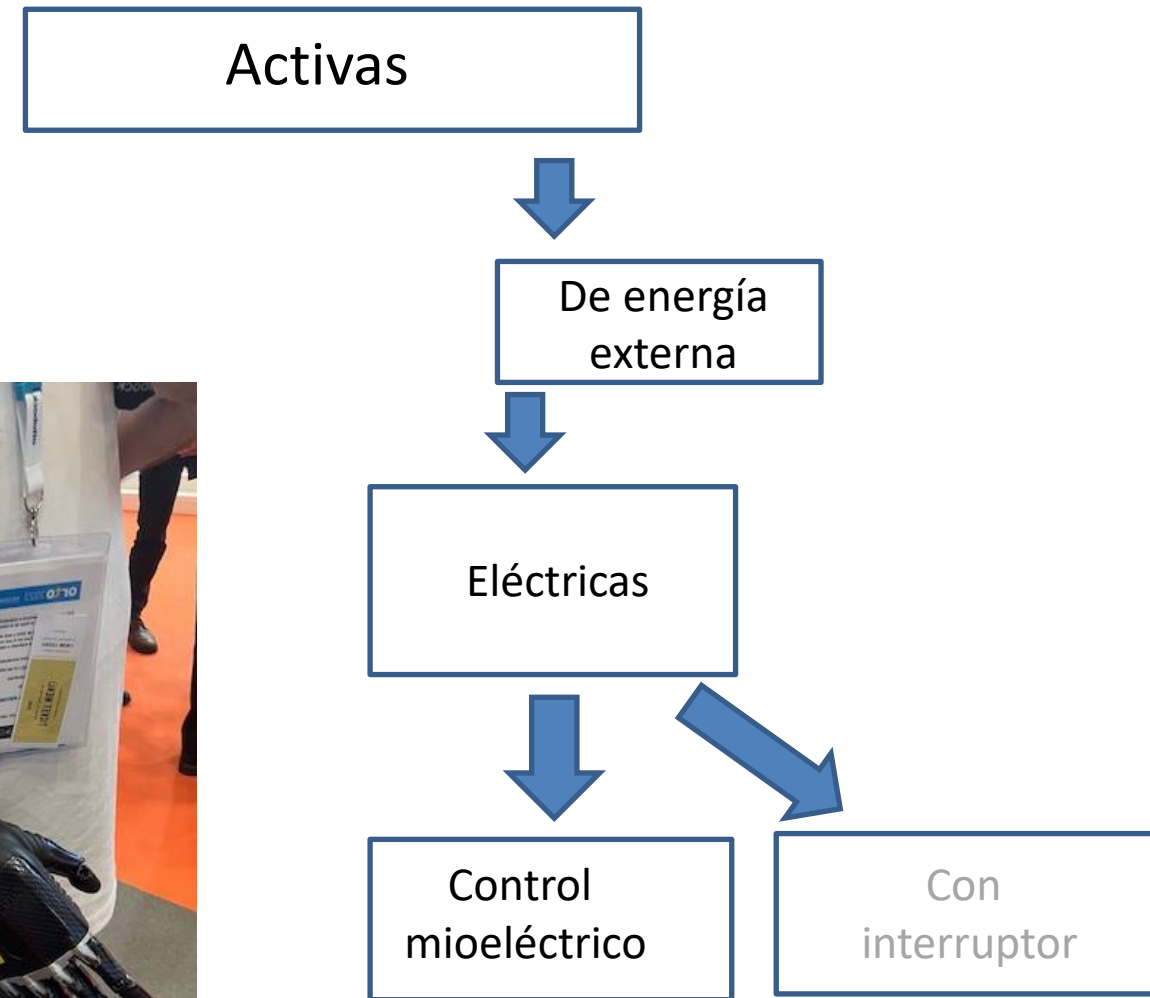 Activas
De energía
externa
Eléctricas
Control
mioeléctrico
Con
interruptor